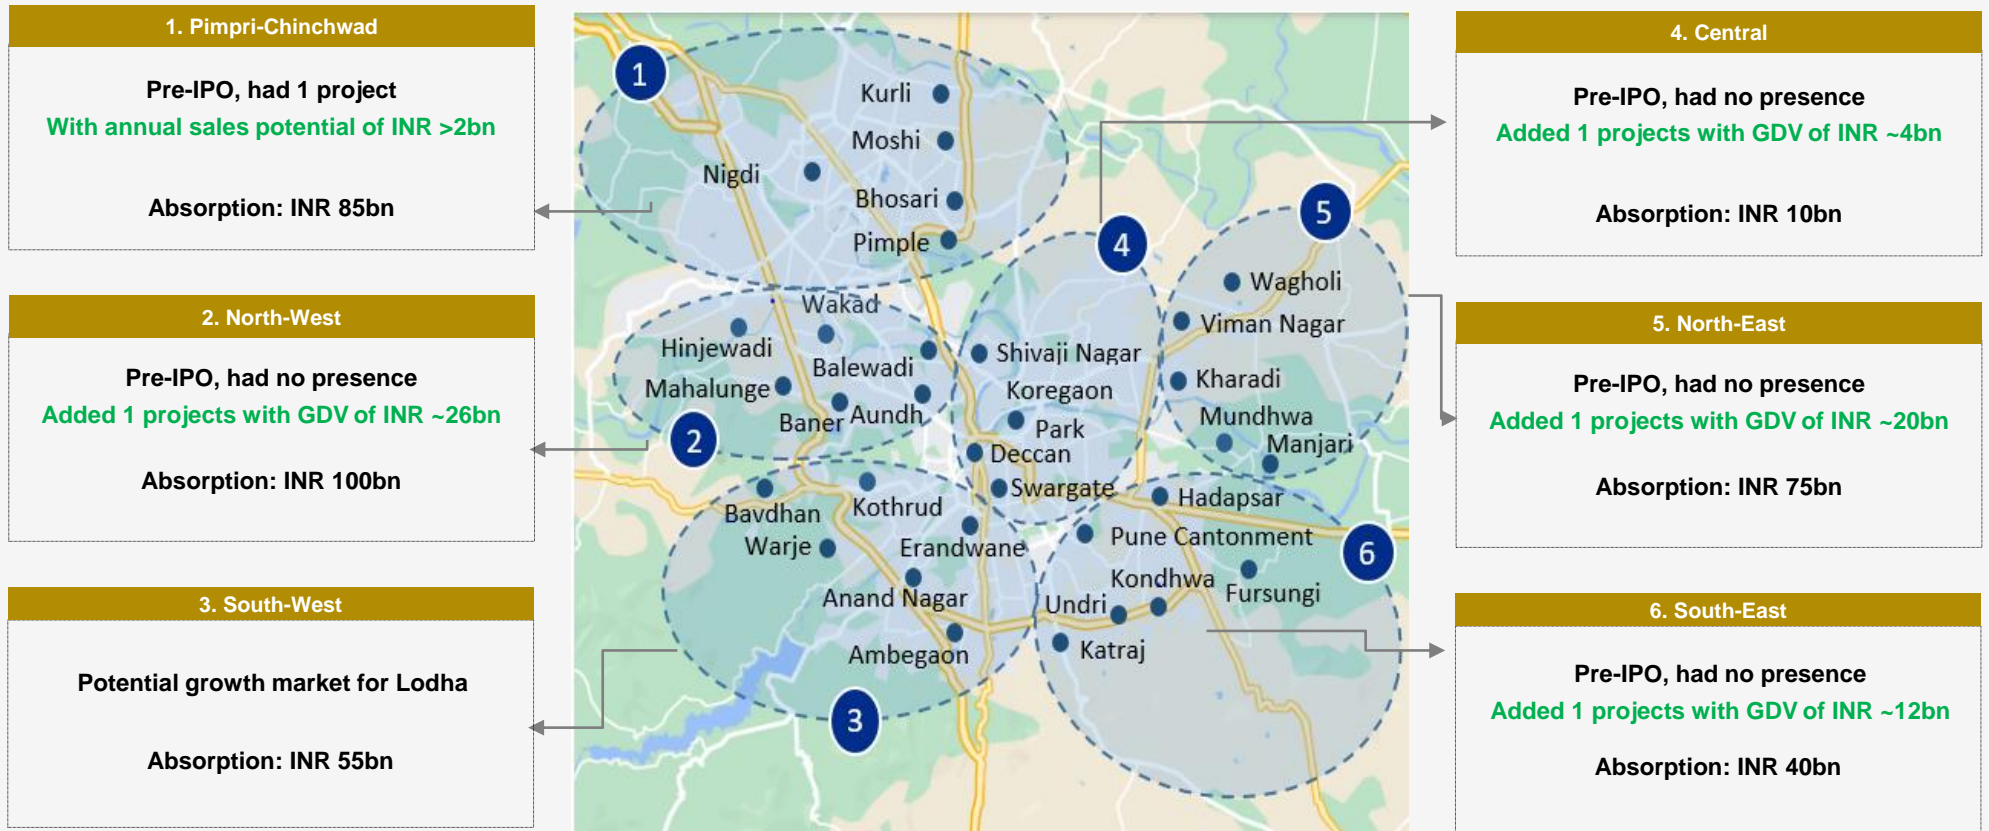 1. Pimpri-Chinchwad
Pre-IPO, had 1 project
With annual sales potential of INR >2bn
Absorption: INR 85bn
2. North-West
Pre-IPO, had no presence
Added 1 projects with GDV of INR ~26bn
Absorption: INR 100bn
3. South-West
Potential growth market for Lodha
Absorption: INR 55bn
1
Kurli
Moshi
Nigdi
Bhosari
Pimple
4
5
Wagholi
Wakad
Viman Nagar
Hinjewadi
Shivaji Nagar
Balewadi
Mahalunge
Koregaon
Park
Kharadi
Baner
Aundh
Mundhwa
2
Manjari
Deccan
Swargate
Hadapsar
Bavdhan
Kothrud
Warje
Erandwane
Pune Cantonment
6
Anand Nagar
Kondhwa
Undri
Fursungi
Ambegaon
Katraj
3
4. Central
Pre-IPO, had no presence
Added 1 projects with GDV of INR ~4bn
Absorption: INR 10bn
5. North-East
Pre-IPO, had no presence
Added 1 projects with GDV of INR ~20bn
Absorption: INR 75bn
6. South-East
Pre-IPO, had no presence
Added 1 projects with GDV of INR ~12bn
Absorption: INR 40bn